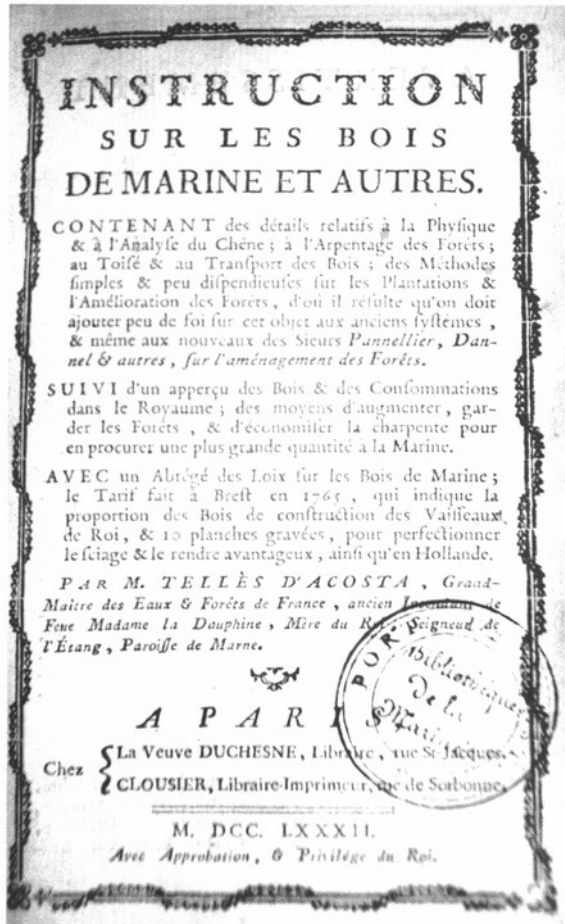 INSTRUCTION
SUR LES BOIS
DE MARINE ET AUTRES.
CONTENANT des détails relatifs à la Phyſique
& à l'Analyſe du Chêne; à l'Arpentage des Forêts;
au Toiſé & au Tranſport des Bois; des Méthodes
ſimples & peu diſpendieuſes ſur les Plantations &
l'Amélioration des Forêts, d'où il réſulte qu'on doit
ajouter peu de foi ſur cet objet aux anciens ſyſtêmes,
& même aux nouveaux des Sieurs Pannellier, Dan-
nel & autres, ſur l'aménagement des Forêts.
SUIVI d'un apperçu des Bois & des Conſommations
dans le Royaume; des moyens d'augmenter, gar-
der les Forêts, & d'économiſer la charpente pour
en procurer une plus grande quantité à la Marine.
AVEC un Abrégé des Loix ſur les Bois de Marine;
le Tarif fait à Breſt en 1765, qui indique la
proportion des Bois de conſtruction des Vaiſſeaux
de Roi, & 10 planches gravées, pour perfectionner
le ſciage & le rendre avantageux, ainſi qu'en Hollande.
PAR M. TELLÈS D'ACOSTA, Grand-
Maître des Eaux & Forêts de France, ancien Intendant de
Feue Madame la Dauphine, Mère du Roi, Seigneur de
l'Étang, Paroiſſe de Marne.
A PARIS
Chez
La Veuve DUCHESNE, Libraire, rue St-Jacques.
CLOUSIER, Libraire-Imprimeur, rue de Sorbonne.
M. DCC. LXXXII.
Avec Approbation, & Privilége du Roi.
POR
Bibliothèques
De la
Marine